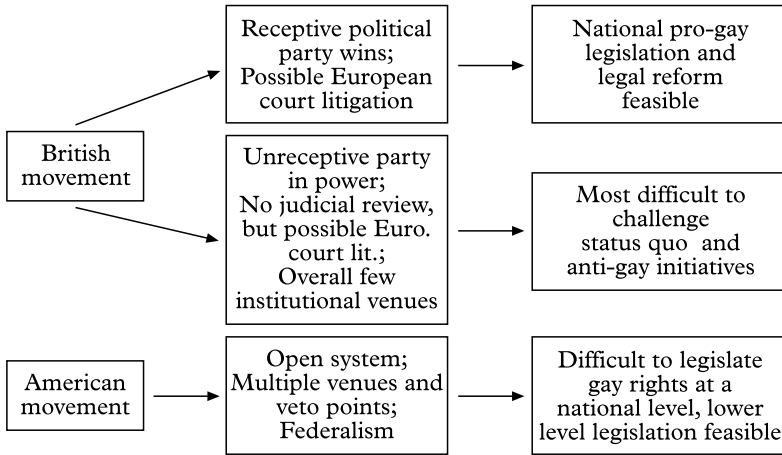 British
movement
Receptive political
party wins;
Possible European
court litigation
National pro-gay
legislation and
legal reform
feasible
Unreceptive party
in power;
No judicial review,
but possible Euro.
court lit.;
Overall few
institutional venues
Most difficult to
challenge
status quo and
anti-gay initiatives
American
movement
Open system;
Multiple venues and
veto points;
Federalism
Difficult to legislate
gay rights at a
national level, lower
level legislation feasible